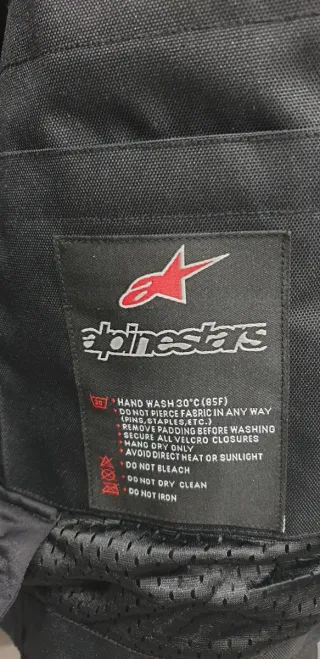 a
alpinestars
30
HAND WASH 30°C (85F)
DO NOT PIERCE FABRIC IN ANY WAY
(PINS, STAPLES, ETC.)
REMOVE PADDING BEFORE WASHING
SECURE ALL VELCRO CLOSURES
HANG DRY ONLY
AVOID DIRECT HEAT OR SUNLIGHT
DO NOT BLEACH
DO NOT DRY CLEAN
DO NOT IRON